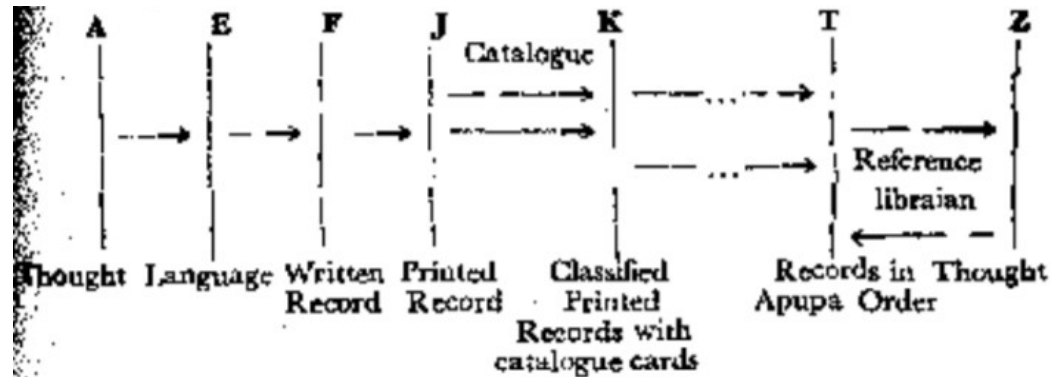 A E F J K T Z
Catalogue
...
...
Reference
libraian
Thought Language Written Printed Classified Records in Thought
Record Record Printed Apupa Order
Records with
catalogue cards